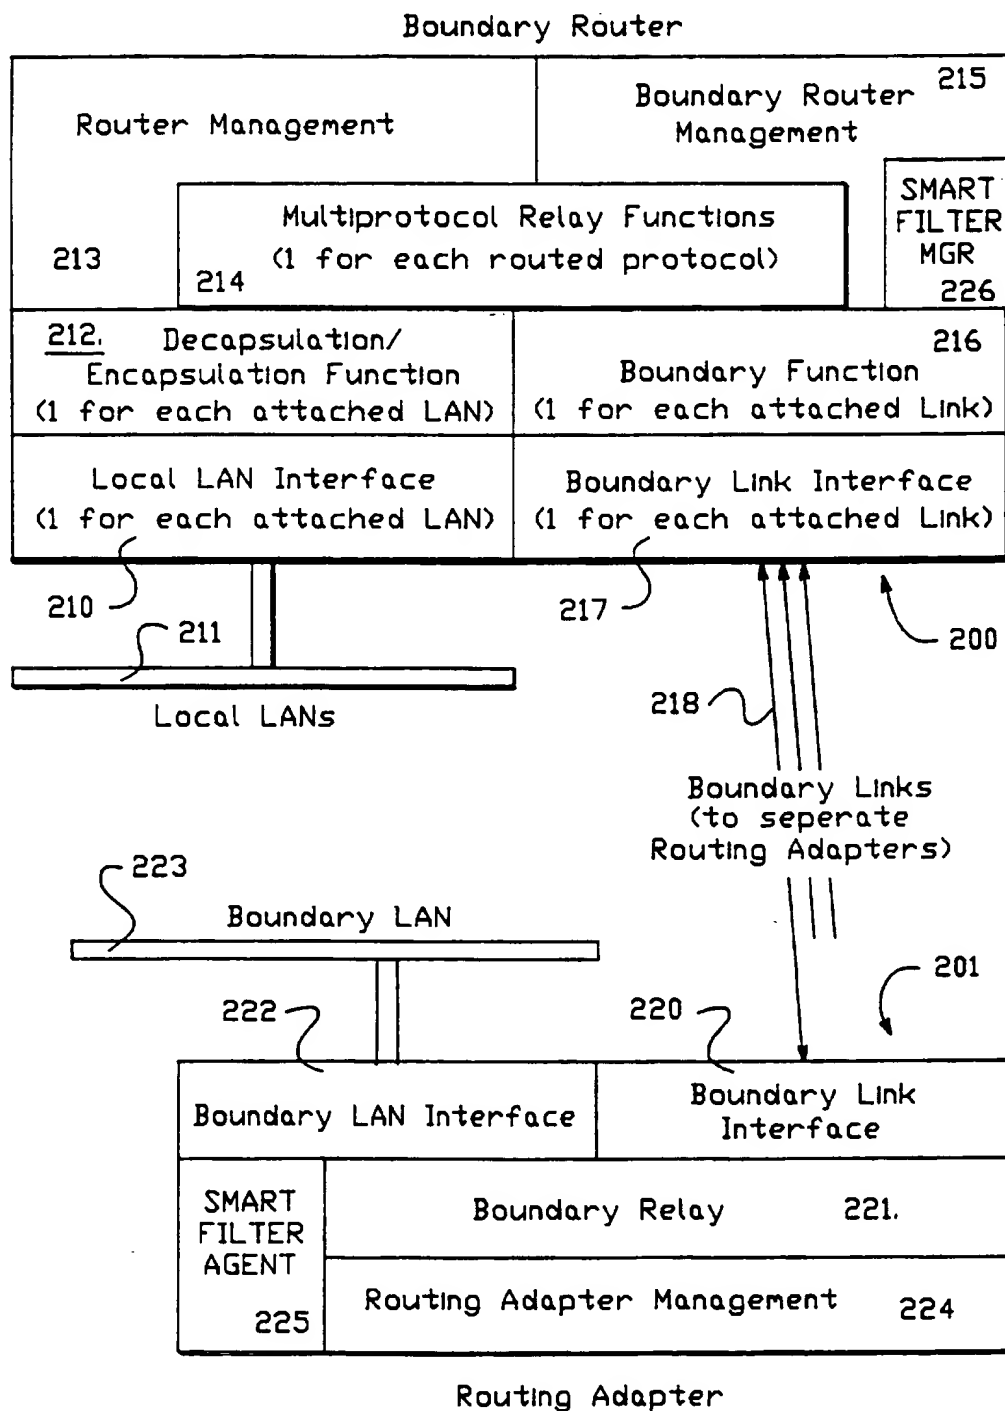 Boundary Router
Router Management
Boundary Router
Management
215
SMART
FILTER
MGR
226
Multiprotocol Relay Functions
(1 for each routed protocol)
213
214
212. Decapsulation/
Encapsulation Function
(1 for each attached LAN)
216
Boundary Function
(1 for each attached Link)
Local LAN Interface
(1 for each attached LAN)
Boundary Link Interface
(1 for each attached Link)
210
211
217
200
Local LANs
218
Boundary Links
(to seperate
Routing Adapters)
223
Boundary LAN
222
220
201
Boundary LAN Interface
Boundary Link
Interface
SMART
FILTER
AGENT
225
Boundary Relay 221.
Routing Adapter Management 224
Routing Adapter